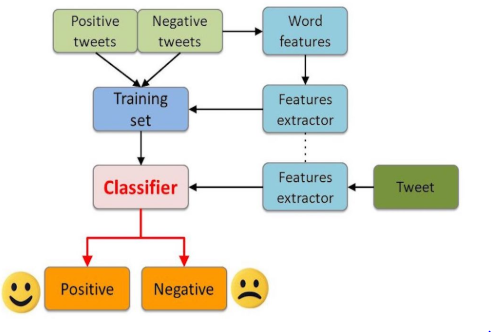 Positive
tweets
Negative
tweets
Word
features
Training
set
Features
extractor
Classifier
Features
extractor
Tweet
Positive
Negative